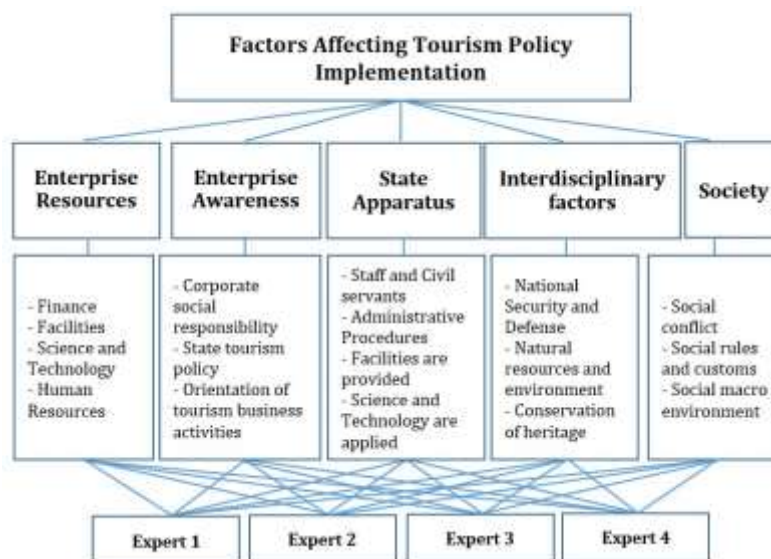 Factors Affecting Tourism Policy
Implementation
Enterprise
Resources
Enterprise
Awareness
State
Apparatus
Interdisciplinary
factors
Society
- Finance
- Facilities
- Science and
Technology
- Human
Resources
- Corporate
social
responsibility
- State tourism
policy
- Orientation of
tourism business
activities
- Staff and Civil
servants
- Administrative
Procedures
- Facilities are
provided
- Science and
Technology are
applied
- National
Security and
Defense
- Natural
resources and
environment
- Conservation
of heritage
- Social
conflict
- Social rules
and customs
- Social macro
environment
Expert 1
Expert 2
Expert 3
Expert 4